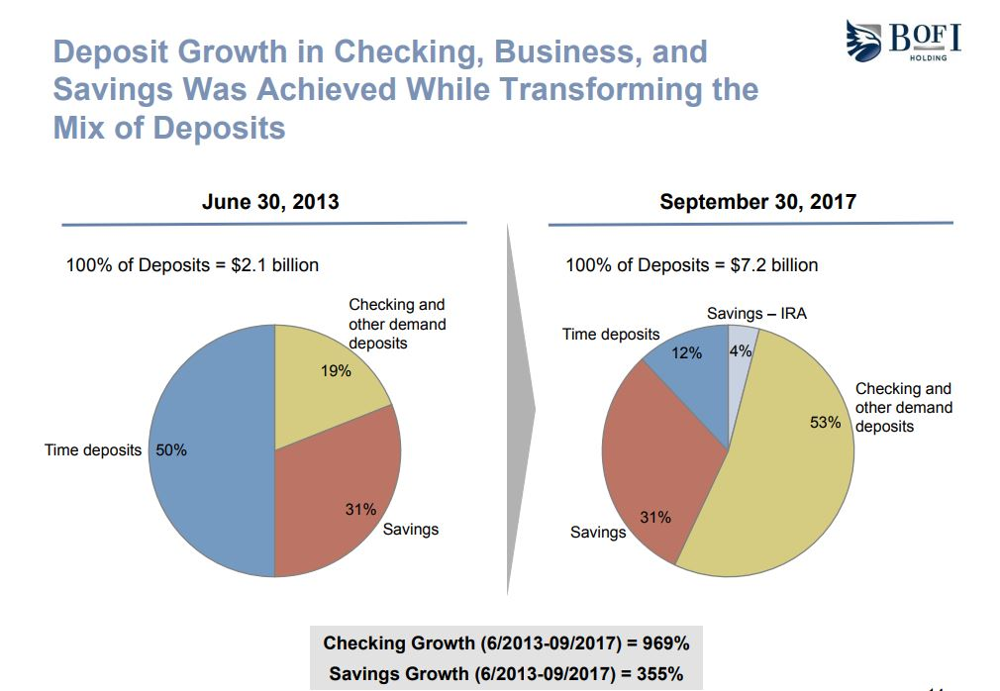 Deposit Growth in Checking, Business, and
Savings Was Achieved While Transforming the
Mix of Deposits
BOFI
HOLDING
June 30, 2013
100% of Deposits = $2.1 billion
Checking and
other demand
deposits
19%
Time deposits
50%
31%
Savings
September 30, 2017
100% of Deposits = $7.2 billion
Savings – IRA
Time deposits
12%
4%
Checking and
other demand
deposits
53%
31%
Savings
Checking Growth (6/2013-09/2017) = 969%
Savings Growth (6/2013-09/2017) = 355%